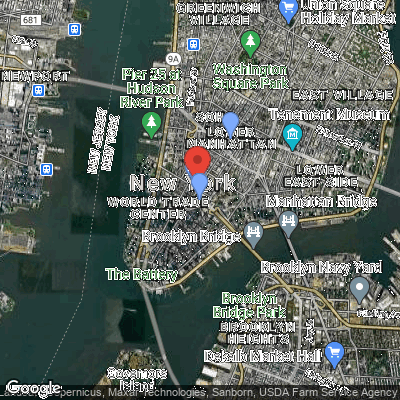 681
NEWPORT
9A
GREENWICH
VILLAGE
Union Square
Holiday Market
Washington
Square Park
Pier 25 at
Hudson
River Park
EAST VILLAGE
NEW JERSEY
NEW YORK
SOHO
LOWER
MANHATTAN
Tenement Museum
New York
LOWER
EAST SIDE
WORLD TRADE
CENTER
Manhattan Bridge
Brooklyn Bridge
The Battery
Brooklyn Navy Yard
Brooklyn
Bridge Park
BROOKLYN
HEIGHTS
Dekalb Market Hall
Governors
Island
Google
Copernicus, Maxar Technologies, Sanborn, USDA Farm Service Agency